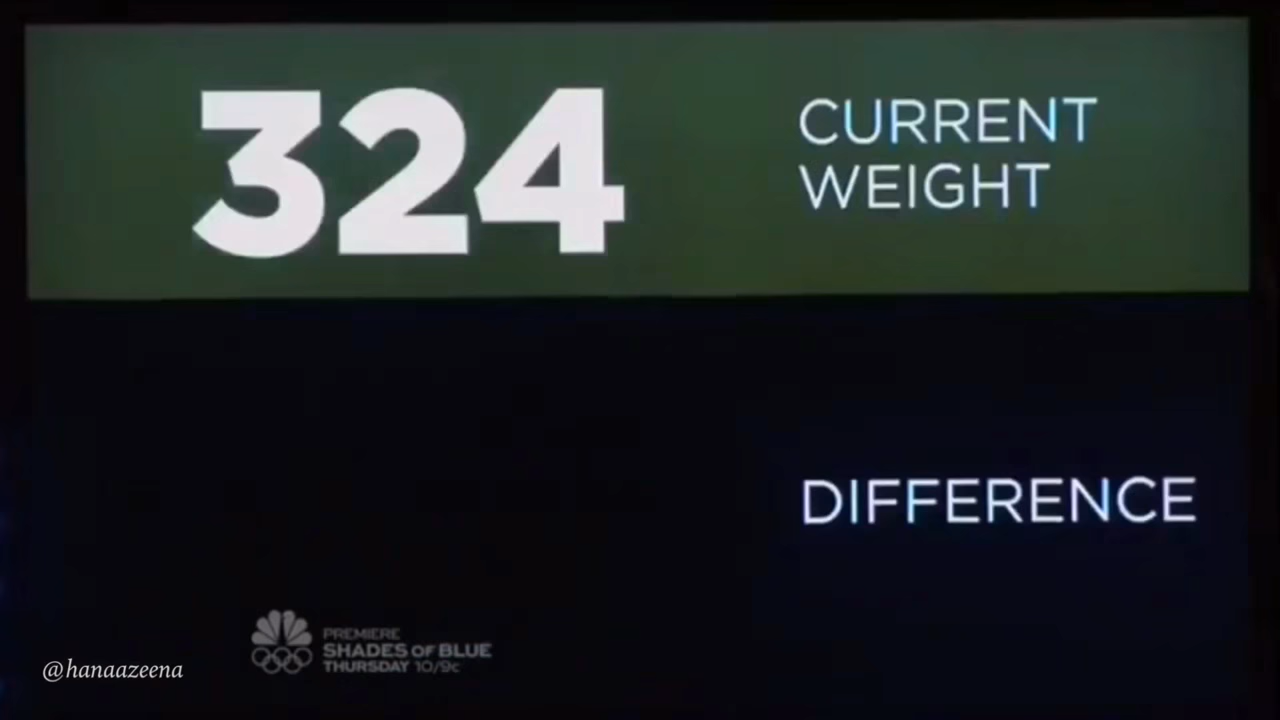 324
CURRENT
WEIGHT
DIFFERENCE
PREMIERE
SHADES OF BLUE
THURSDAY 10/9c
@hanaazeena